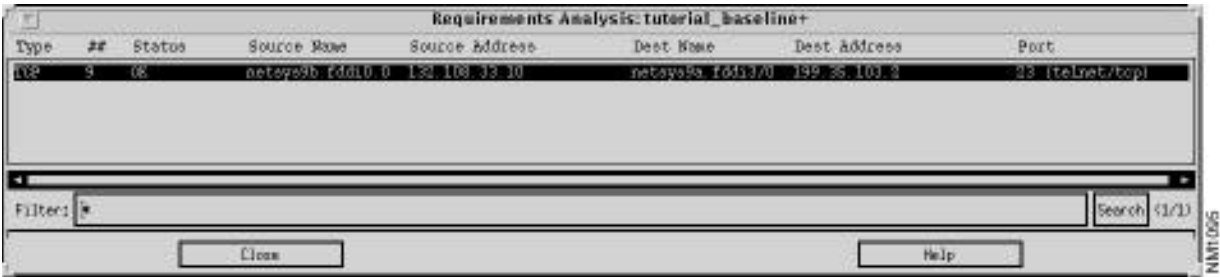 Requirements Analysis:tutorial_baseline+
Type ## Status Source Name Source Address Dest Name Dest Address Port
TCP 9 OK netsys9b fddi0.0 132.108.33.10 netsys9a fddi3/0 199.35.103.2 23 (telnet/tcp)
Filter: * Search (1/1)
Close Help
NM1095